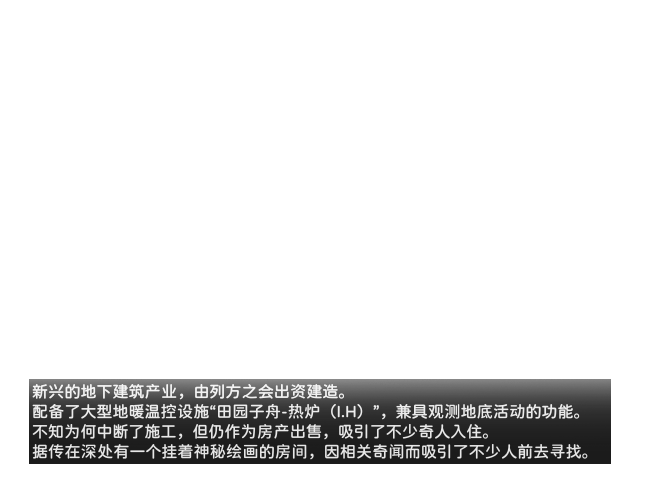 新兴的地下建筑产业，由列方之会出资建造。
配备了大型地暖温控设施“田园子舟-热炉（I.H）”，兼具观测地底活动的功能。
不知为何中断了施工，但仍作为房产出售，吸引了不少奇人入住。
据传在深处有一个挂着神秘绘画的房间，因相关奇闻而吸引了不少人前去寻找。